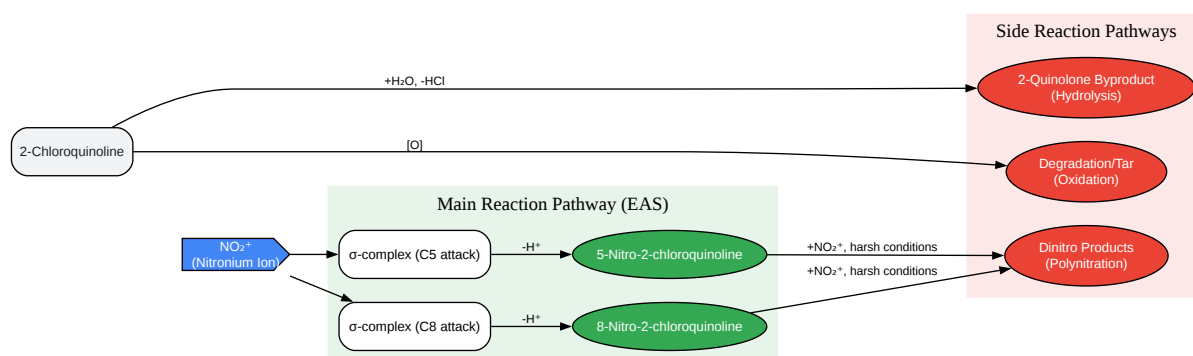 Side Reaction Pathways
2-Quinolone Byproduct
(Hydrolysis)
+H₂O, -HCl
2-Chloroquinoline
[O]
Degradation/Tar
(Oxidation)
Main Reaction Pathway (EAS)
NO₂⁺
(Nitronium Ion)
σ-complex (C5 attack)
-H⁺
5-Nitro-2-chloroquinoline
+NO₂⁺, harsh conditions
Dinitro Products
(Polynitration)
+NO₂⁺, harsh conditions
σ-complex (C8 attack)
-H⁺
8-Nitro-2-chloroquinoline